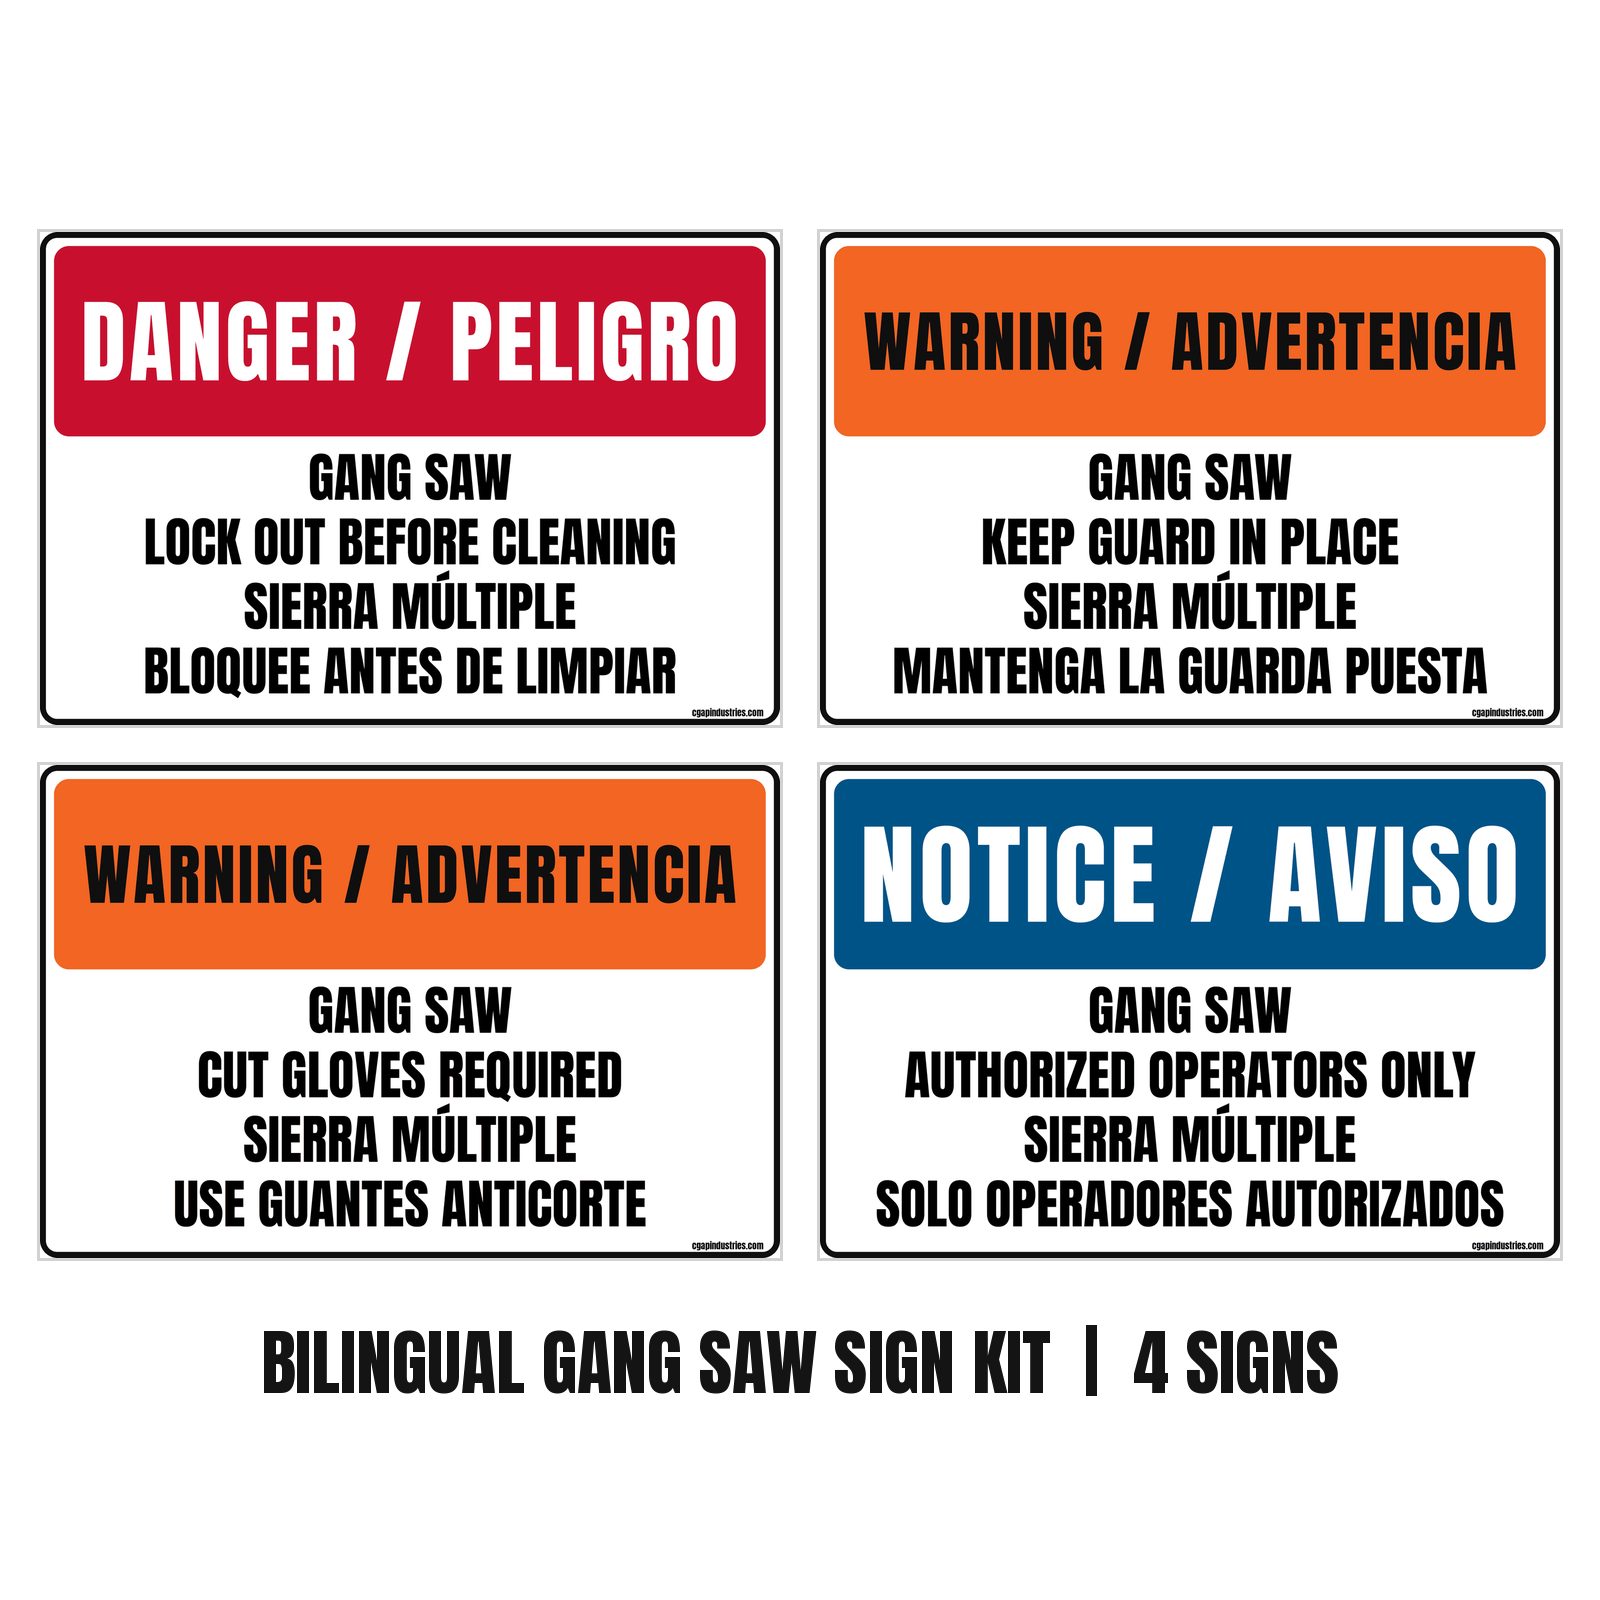 DANGER / PELIGRO
GANG SAW
LOCK OUT BEFORE CLEANING
SIERRA MÚLTIPLE
BLOQUEE ANTES DE LIMPIAR
cgapindustries.com
WARNING / ADVERTENCIA
GANG SAW
KEEP GUARD IN PLACE
SIERRA MÚLTIPLE
MANTENGA LA GUARDA PUESTA
cgapindustries.com
WARNING / ADVERTENCIA
GANG SAW
CUT GLOVES REQUIRED
SIERRA MÚLTIPLE
USE GUANTES ANTICORTE
cgapindustries.com
NOTICE / AVISO
GANG SAW
AUTHORIZED OPERATORS ONLY
SIERRA MÚLTIPLE
SOLO OPERADORES AUTORIZADOS
cgapindustries.com
BILINGUAL GANG SAW SIGN KIT | 4 SIGNS